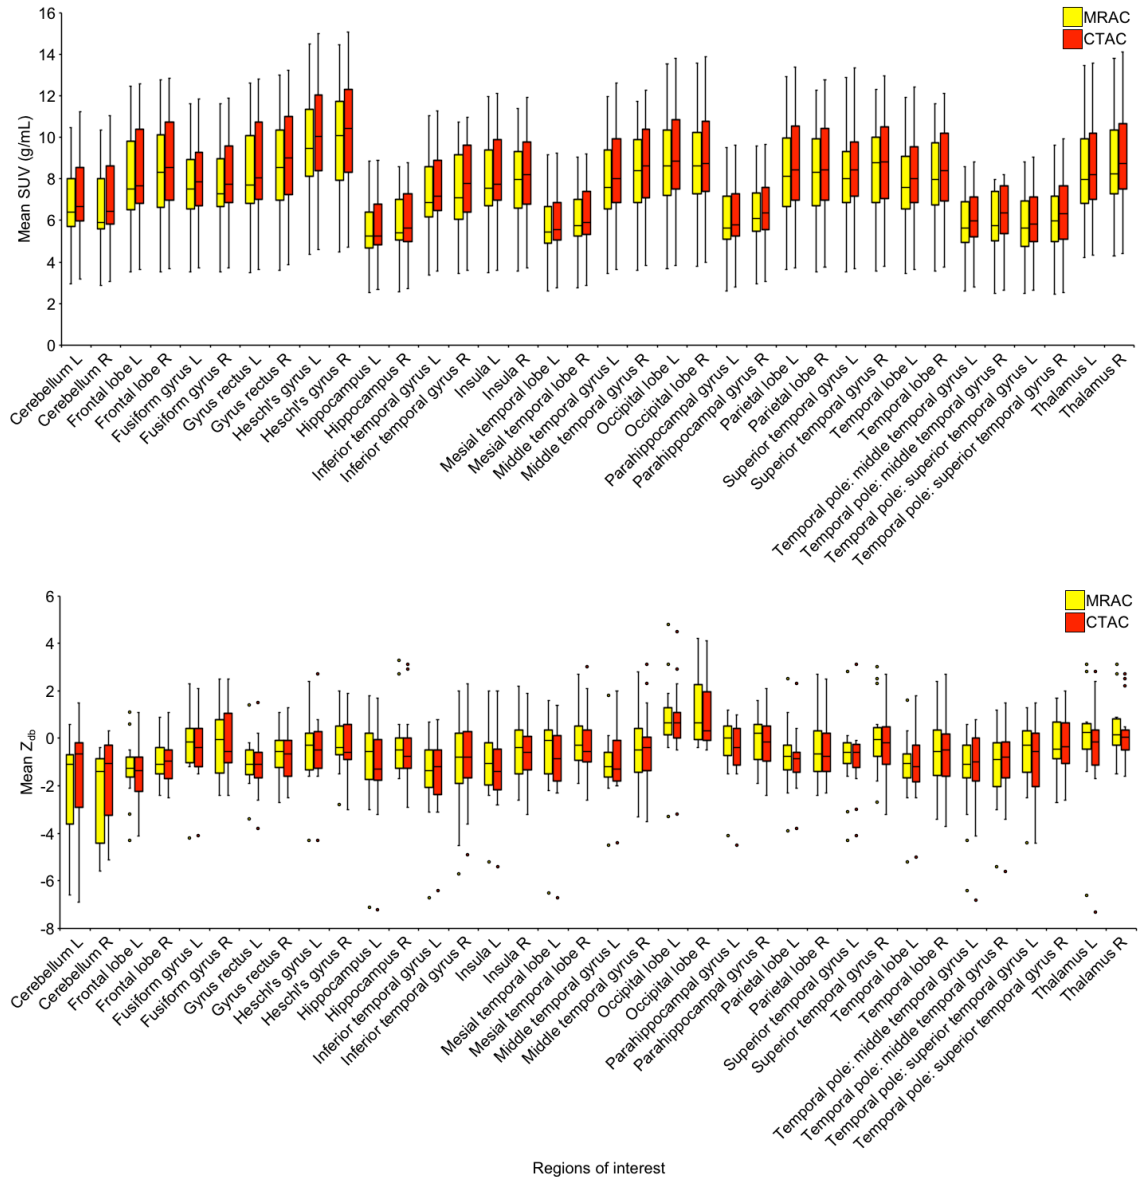 16
14
12
10
8
6
4
2
0
Mean SUV (g/mL)
MRAC
CTAC
Cerebellum L
Cerebellum R
Frontal lobe L
Frontal lobe R
Fusiform gyrus L
Fusiform gyrus R
Gyrus rectus L
Gyrus rectus R
Heschl's gyrus L
Heschl's gyrus R
Hippocampus L
Hippocampus R
Inferior temporal gyrus L
Inferior temporal gyrus R
Insula L
Insula R
Mesial temporal lobe L
Mesial temporal lobe R
Middle temporal gyrus L
Middle temporal gyrus R
Occipital lobe L
Occipital lobe R
Parahippocampal gyrus L
Parahippocampal gyrus R
Parietal lobe L
Parietal lobe R
Superior temporal gyrus L
Superior temporal gyrus R
Temporal lobe L
Temporal lobe R
Temporal pole: middle temporal gyrus L
Temporal pole: middle temporal gyrus R
Temporal pole: superior temporal gyrus L
Temporal pole: superior temporal gyrus R
Thalamus L
Thalamus R
6
4
2
0
-2
-4
-6
-8
Mean Zdb
MRAC
CTAC
Cerebellum L
Cerebellum R
Frontal lobe L
Frontal lobe R
Fusiform gyrus L
Fusiform gyrus R
Gyrus rectus L
Gyrus rectus R
Heschl's gyrus L
Heschl's gyrus R
Hippocampus L
Hippocampus R
Inferior temporal gyrus L
Inferior temporal gyrus R
Insula L
Insula R
Mesial temporal lobe L
Mesial temporal lobe R
Middle temporal gyrus L
Middle temporal gyrus R
Occipital lobe L
Occipital lobe R
Parahippocampal gyrus L
Parahippocampal gyrus R
Parietal lobe L
Parietal lobe R
Superior temporal gyrus L
Superior temporal gyrus R
Temporal lobe L
Temporal lobe R
Temporal pole: middle temporal gyrus L
Temporal pole: middle temporal gyrus R
Temporal pole: superior temporal gyrus L
Temporal pole: superior temporal gyrus R
Thalamus L
Thalamus R
Regions of interest